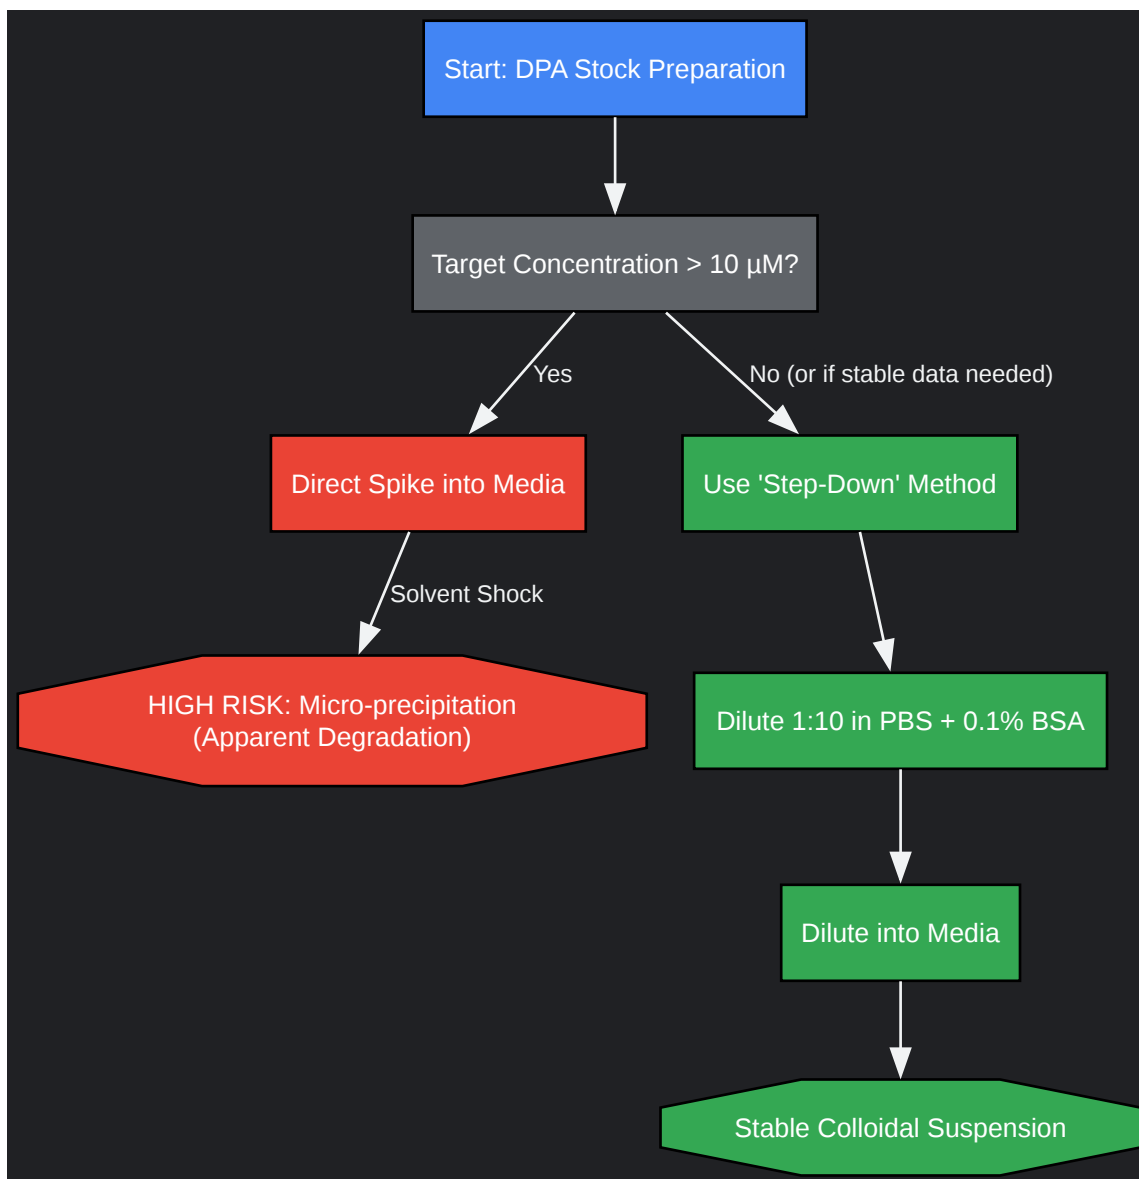 Start: DPA Stock Preparation
Target Concentration > 10 µM?
Yes
No (or if stable data needed)
Direct Spike into Media
Use 'Step-Down' Method
Solvent Shock
HIGH RISK: Micro-precipitation
(Apparent Degradation)
Dilute 1:10 in PBS + 0.1% BSA
Dilute into Media
Stable Colloidal Suspension